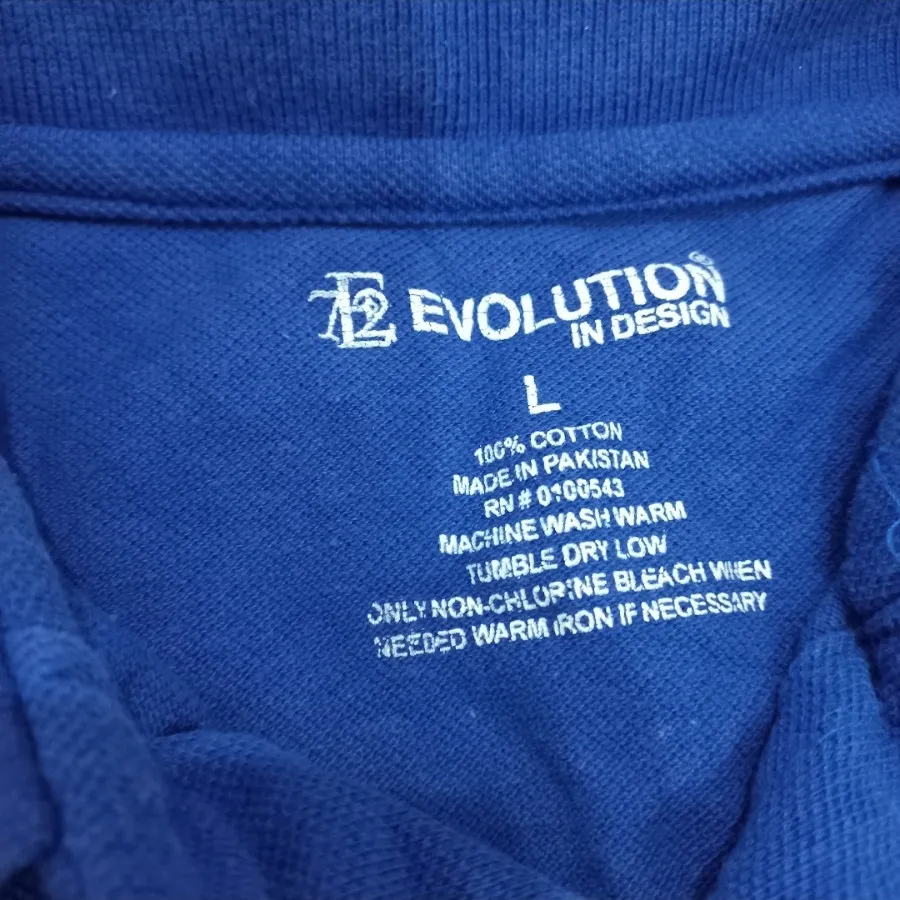 EVOLUTION®
IN DESIGN
L
100% COTTON
MADE IN PAKISTAN
RN # 0100543
MACHINE WASH WARM
TUMBLE DRY LOW
ONLY NON-CHLORINE BLEACH WHEN
NEEDED WARM IRON IF NECESSARY